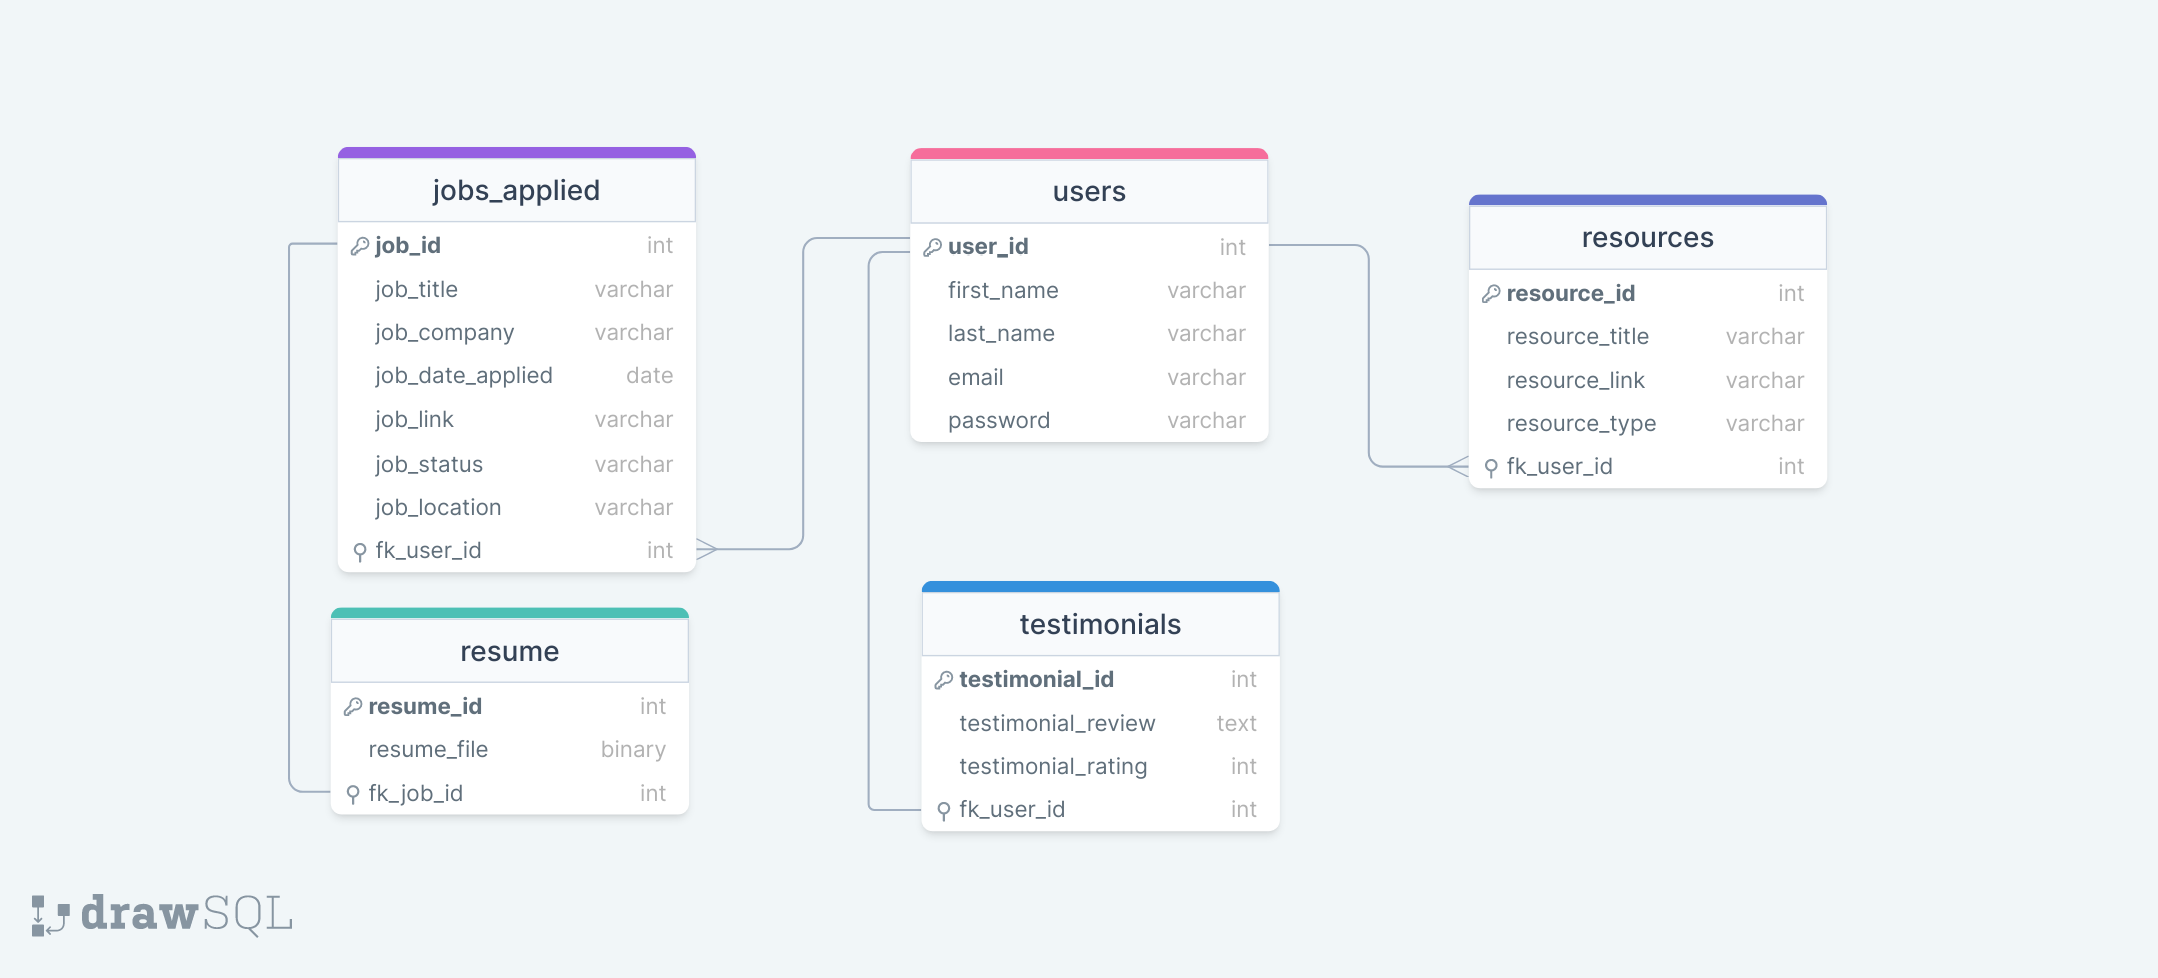 jobs_applied
job_id int
job_title varchar
job_company varchar
job_date_applied date
job_link varchar
job_status varchar
job_location varchar
fk_user_id int
users
user_id int
first_name varchar
last_name varchar
email varchar
password varchar
resources
resource_id int
resource_title varchar
resource_link varchar
resource_type varchar
fk_user_id int
resume
resume_id int
resume_file binary
fk_job_id int
testimonials
testimonial_id int
testimonial_review text
testimonial_rating int
fk_user_id int
drawSQL